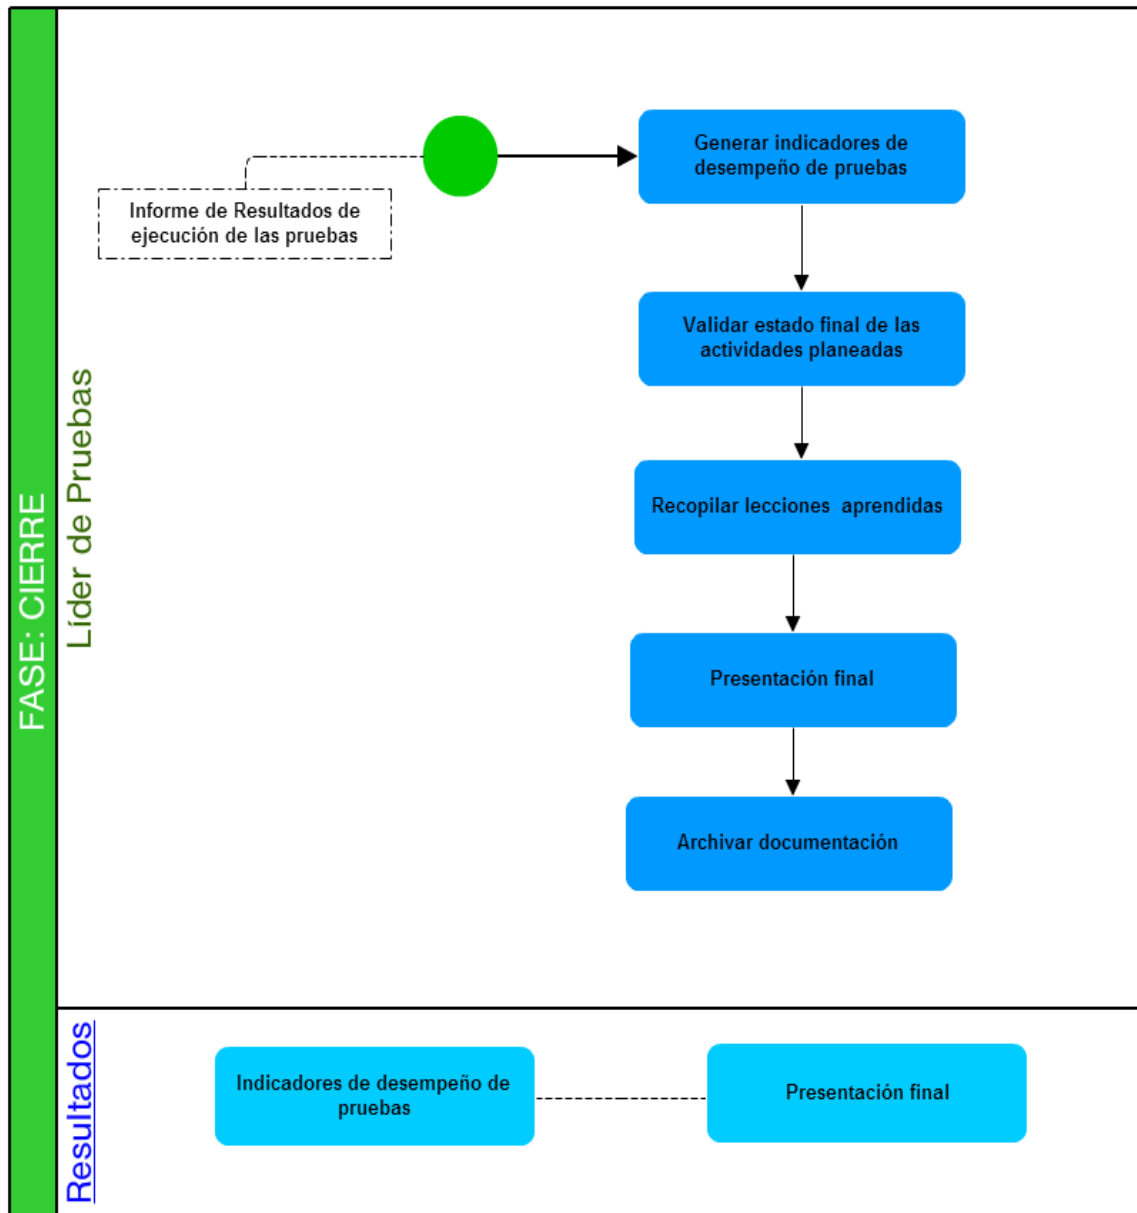 FASE: CIERRE
Líder de Pruebas
Generar indicadores de
desempeño de pruebas
Informe de Resultados de
ejecución de las pruebas
Validar estado final de las
actividades planeadas
Recopilar lecciones aprendidas
Presentación final
Archivar documentación
Resultados
Indicadores de desempeño de
pruebas
Presentación final